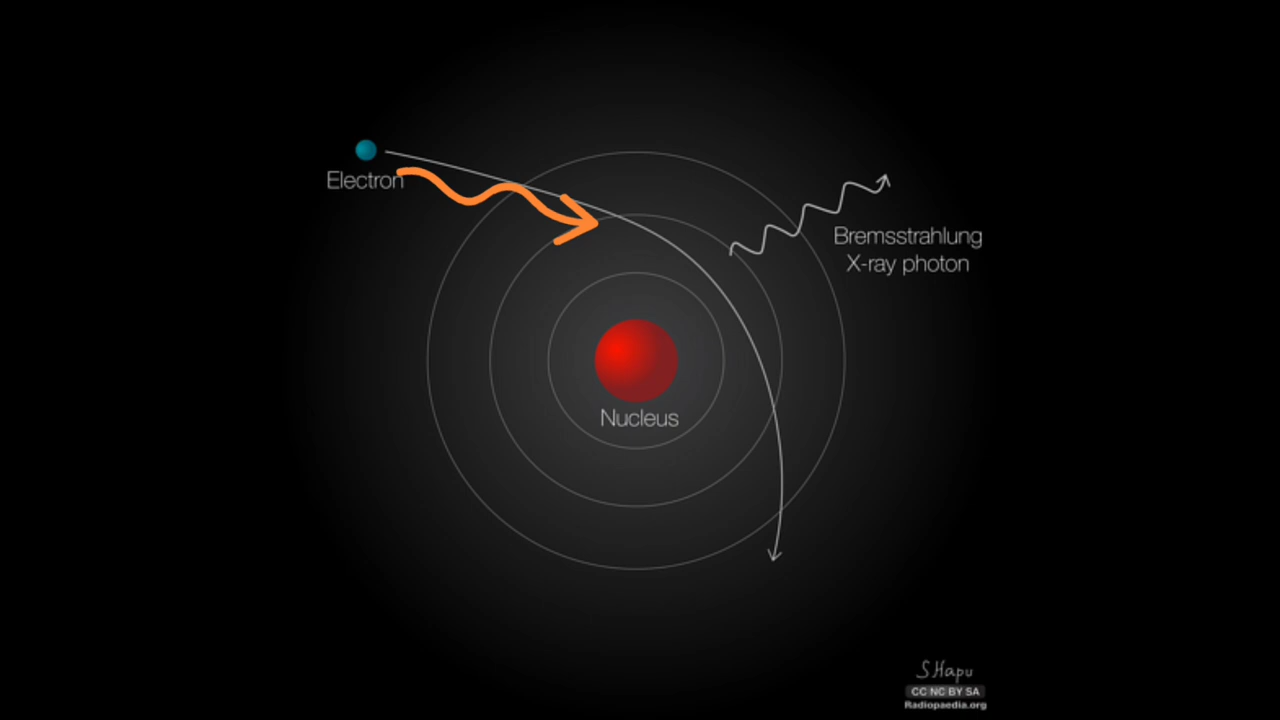 Electron
Bremsstrahlung
X-ray photon
Nucleus
S.Hapu
CC NC BY SA
Radiopaedia.org